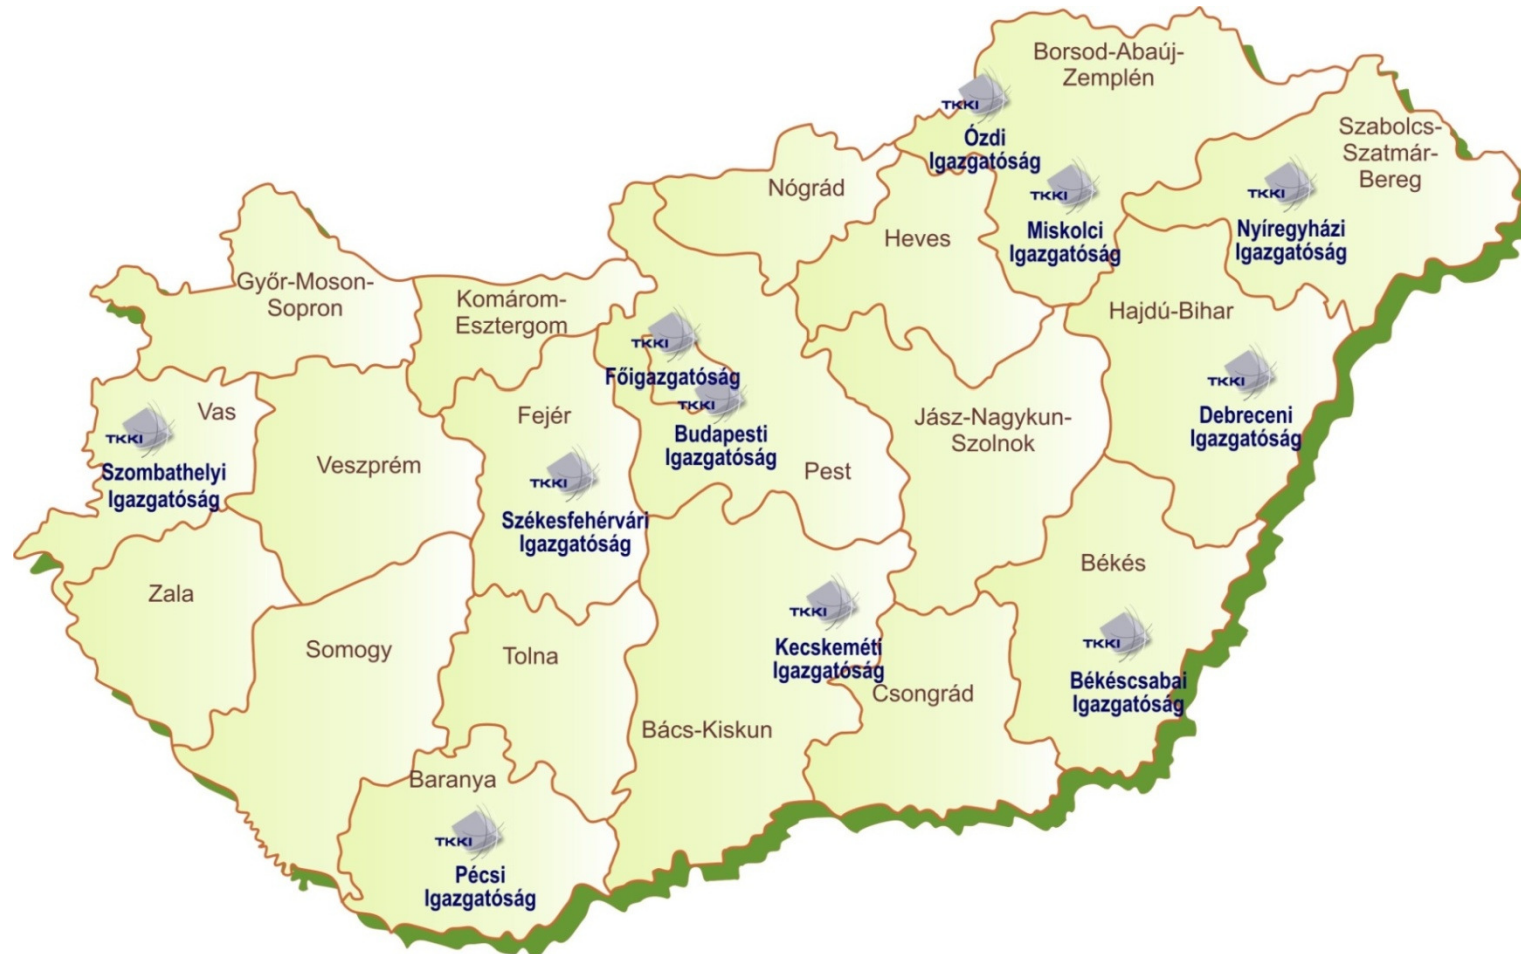 Borsod-Abaúj-
Zemplén
TKKI
Ózdi
Igazgatóság
Szabolcs-
Szatmár-
Bereg
Nógrád
TKKI
Miskolci
Igazgatóság
TKKI
Nyíregyházi
Igazgatóság
Heves
Győr-Moson-
Sopron
Komárom-
Esztergom
Hajdú-Bihar
TKKI
Főigazgatóság
TKKI
Budapesti
Igazgatóság
TKKI
Debreceni
Igazgatóság
Vas
TKKI
Szombathelyi
Igazgatóság
Veszprém
Fejér
TKKI
Székesfehérvári
Igazgatóság
Pest
Jász-Nagykun-
Szolnok
Zala
Somogy
Tolna
TKKI
Kecskeméti
Igazgatóság
Békés
TKKI
Békéscsabai
Igazgatóság
Csongrád
Bács-Kiskun
Baranya
TKKI
Pécsi
Igazgatóság